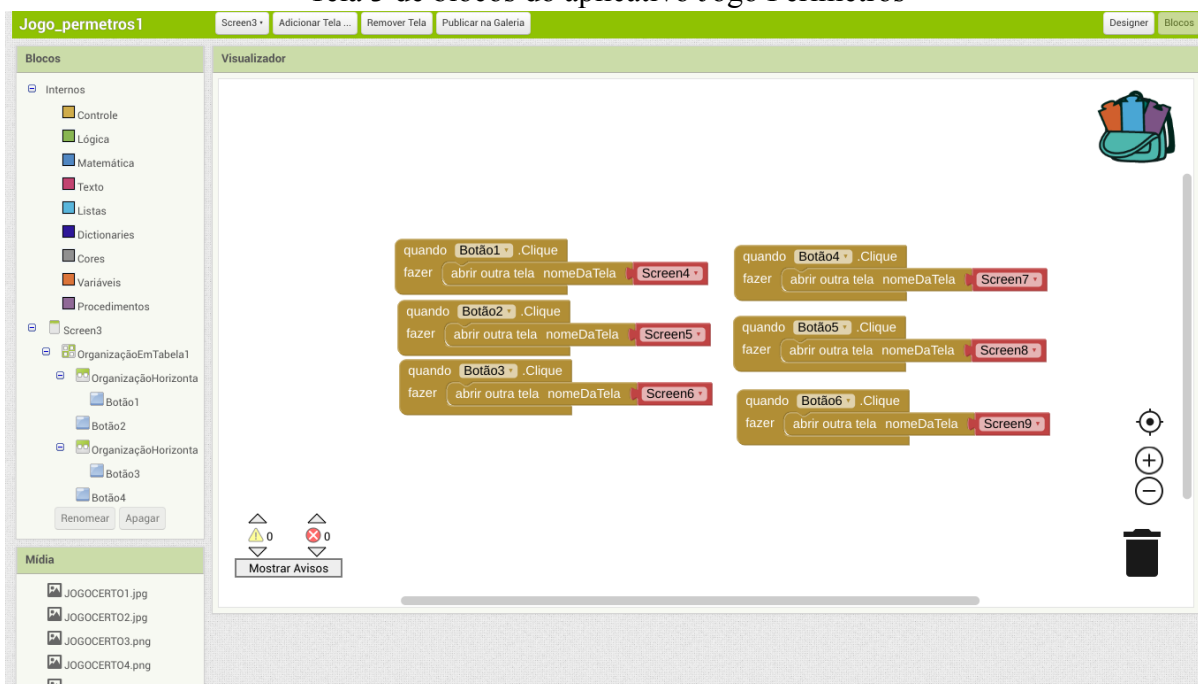 Tela 3 de blocos do aplicativo Jogo Perímetros
Jogo_permetros1
Screen3
Adicionar Tela ...
Remover Tela
Publicar na Galeria
Designer
Blocos
Blocos
Internos
Controle
Lógica
Matemática
Texto
Listas
Dictionaries
Cores
Variáveis
Procedimentos
Screen3
OrganizaçãoEmTabela1
OrganizaçãoHorizonta
Botão1
Botão2
OrganizaçãoHorizonta
Botão3
Botão4
Renomear Apagar
Mídia
JOGOCERTO1.jpg
JOGOCERTO2.jpg
JOGOCERTO3.png
JOGOCERTO4.png
Visualizador
quando Botão1 .Clique
fazer abrir outra tela nomeDaTela Screen4
quando Botão2 .Clique
fazer abrir outra tela nomeDaTela Screen5
quando Botão3 .Clique
fazer abrir outra tela nomeDaTela Screen6
quando Botão4 .Clique
fazer abrir outra tela nomeDaTela Screen7
quando Botão5 .Clique
fazer abrir outra tela nomeDaTela Screen8
quando Botão6 .Clique
fazer abrir outra tela nomeDaTela Screen9
0 0
Mostrar Avisos